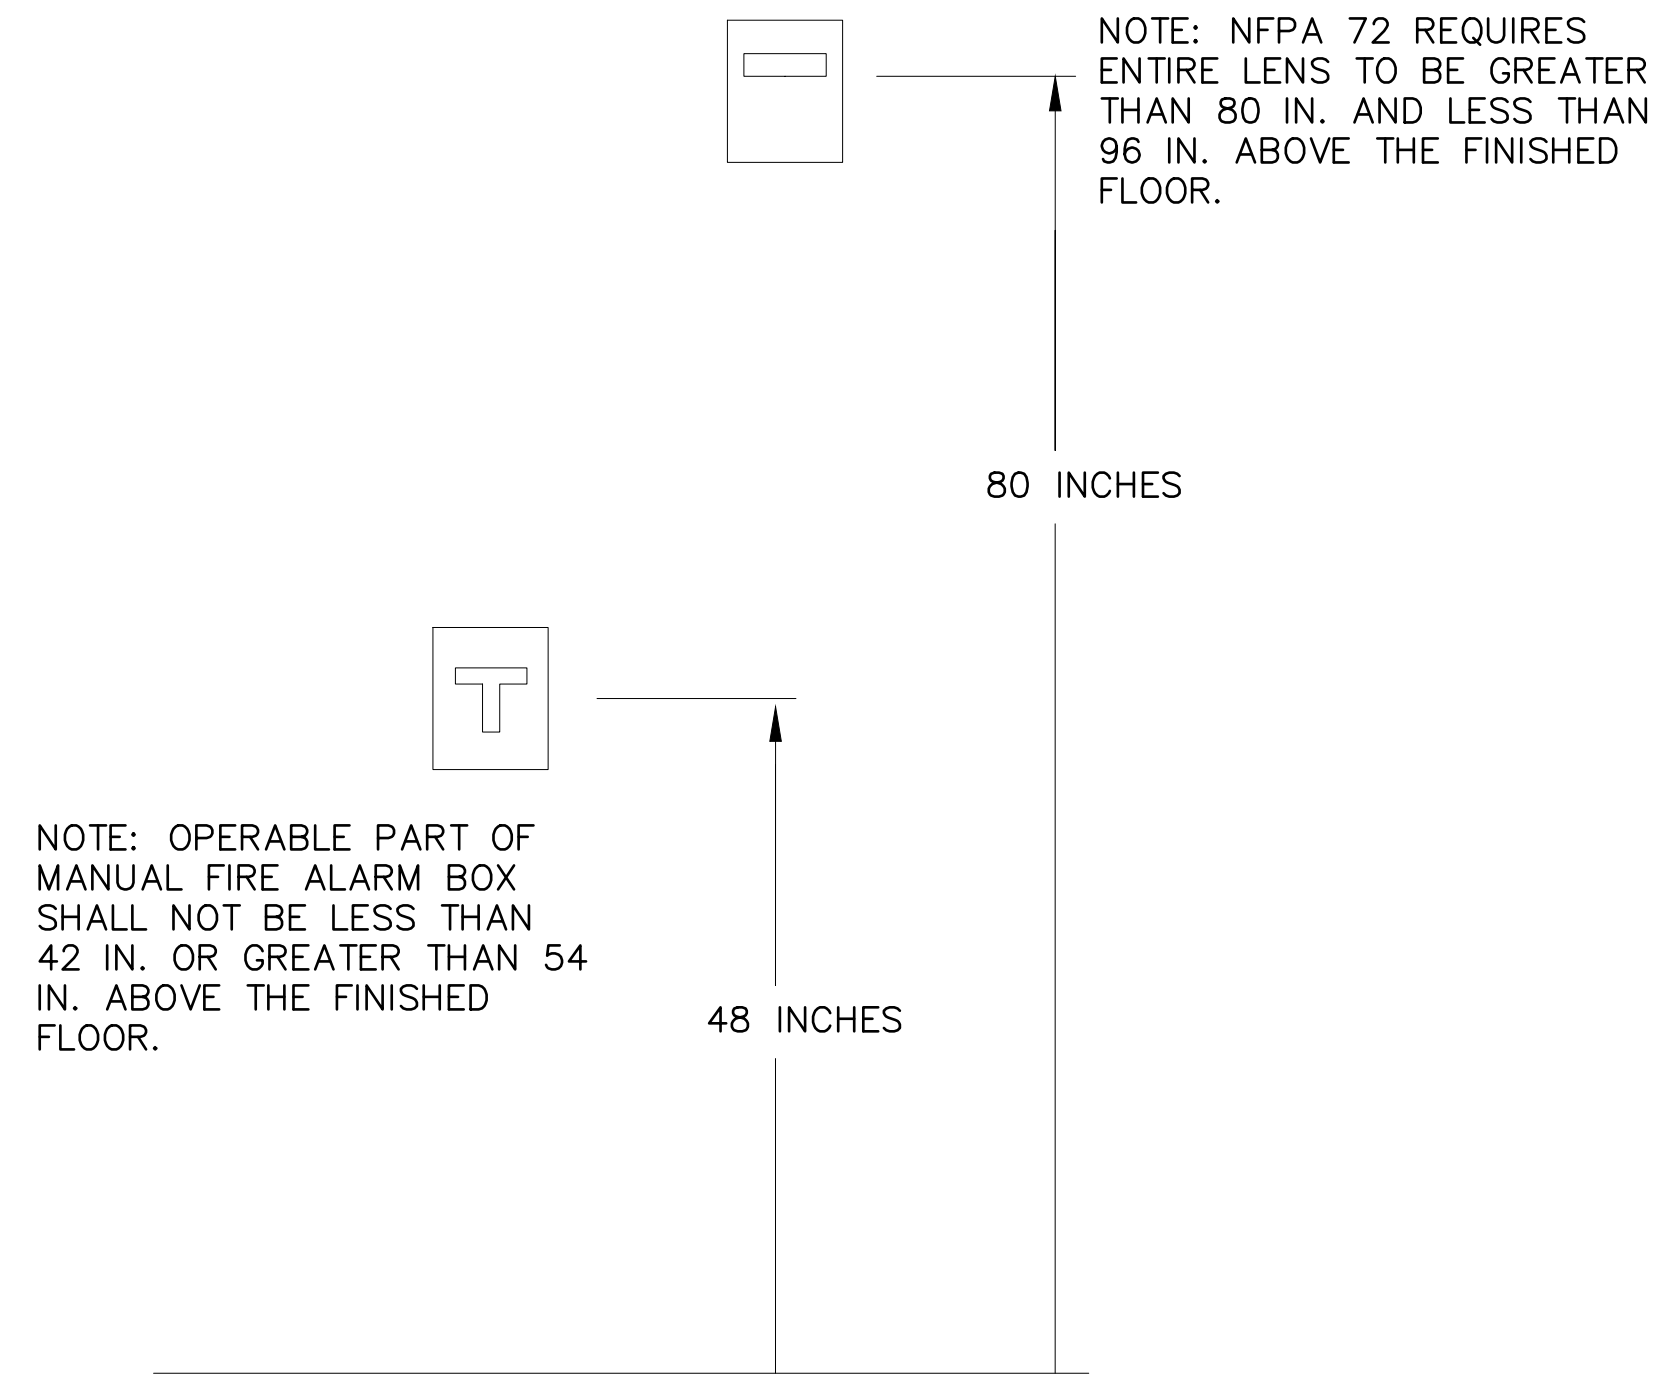 NOTE: NFPA 72 REQUIRES
ENTIRE LENS TO BE GREATER
THAN 80 IN. AND LESS THAN
96 IN. ABOVE THE FINISHED
FLOOR.
80 INCHES
NOTE: OPERABLE PART OF
MANUAL FIRE ALARM BOX
SHALL NOT BE LESS THAN
42 IN. OR GREATER THAN 54
IN. ABOVE THE FINISHED
FLOOR.
48 INCHES